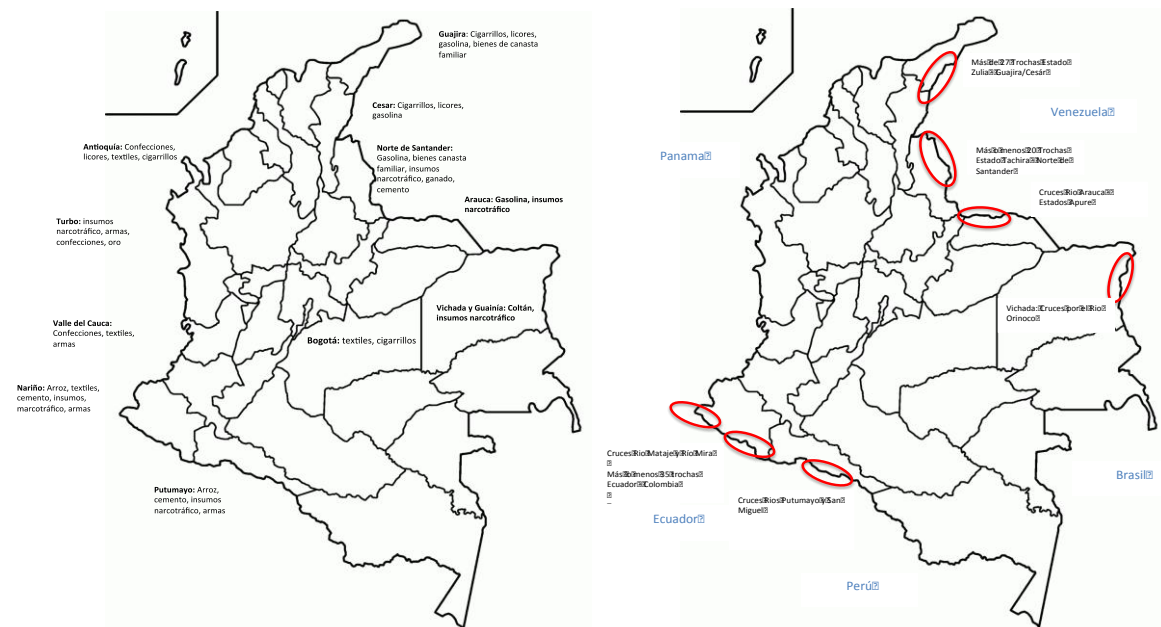 Guajira: Cigarrillos, licores,
gasolina, bienes de canasta
familiar
Cesar: Cigarrillos, licores,
gasolina
Antioquía: Confecciones,
licores, textiles, cigarrillos
Norte de Santander:
Gasolina, bienes canasta
familiar, insumos
narcotráfico, ganado,
cemento
Arauca: Gasolina, insumos
narcotráfico
Turbo: insumos
narcotráfico, armas,
confecciones, oro
Vichada y Guainía: Coltán,
insumos narcotráfico
Valle del Cauca:
Confecciones, textiles,
armas
Bogotá: textiles, cigarrillos
Nariño: Arroz, textiles,
cemento, insumos,
marcotráfico, armas
Putumayo: Arroz,
cemento, insumos
narcotráfico, armas
Más de 27 Trochas Estado
Zulia Guajira/Cesár
Venezuela
Panama
Más o menos 20 Trochas
Estado Tachira Norte de
Santander
Cruces Rio Arauca
Estados Apure
Vichada: Cruces por el Rio
Orinoco
Cruces Rio Mataje y Río Mira
Más o menos 35 trochas
Ecuador Colombia
Cruces Rios Putumayo y San
Miguel
Brasil
Ecuador
Perú